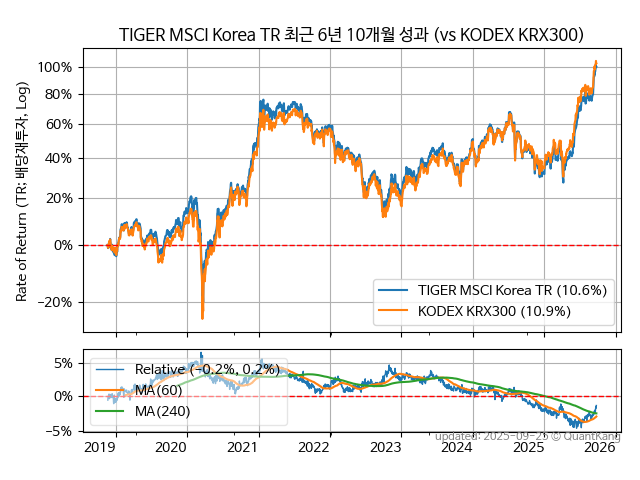 TIGER MSCI Korea TR 최근 6년 10개월 성과 (vs KODEX KRX300)
Rate of Return (TR: 배당재투자, Log)
100%
80%
60%
40%
20%
0%
−20%
TIGER MSCI Korea TR (10.6%)
KODEX KRX300 (10.9%)
5%
0%
−5%
Relative (−0.2%, 0.2%)
MA(60)
MA(240)
updated: 2025-09-25 © QuantKang
2019 2020 2021 2022 2023 2024 2025 2026